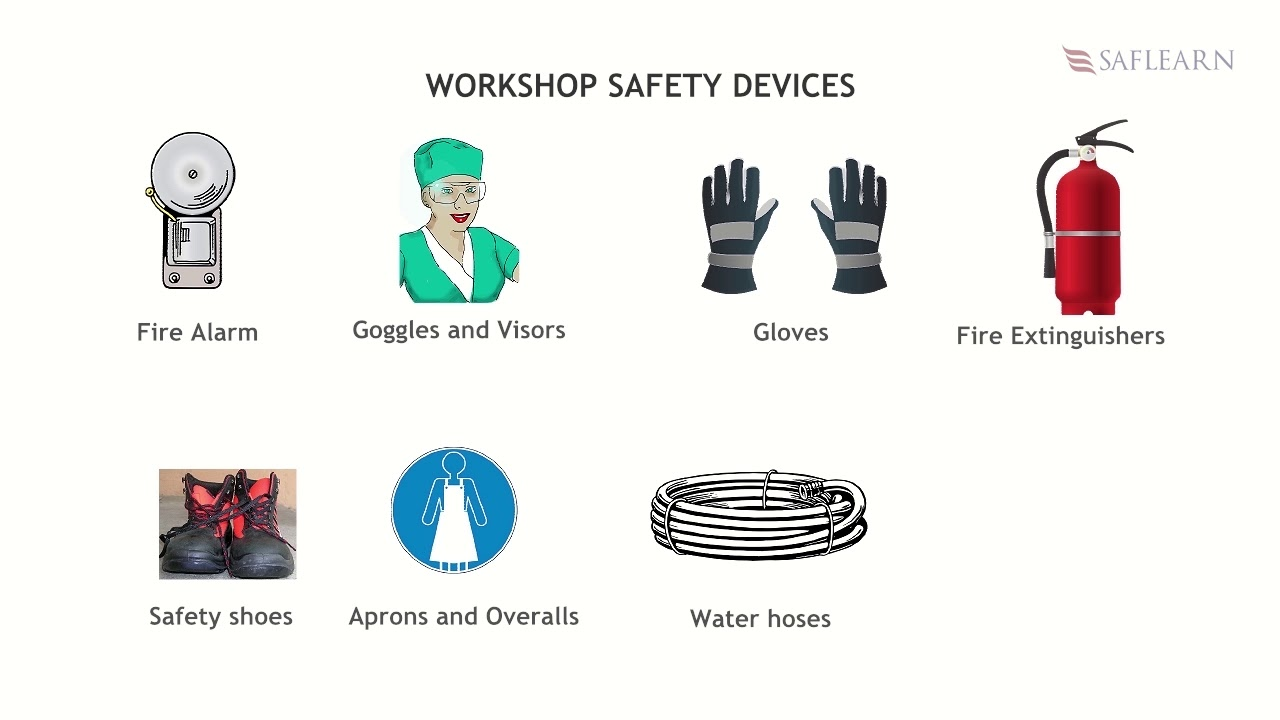 SAFLEARN
WORKSHOP SAFETY DEVICES
Fire Alarm
Goggles and Visors
Gloves
Fire Extinguishers
Safety shoes
Aprons and Overalls
Water hoses